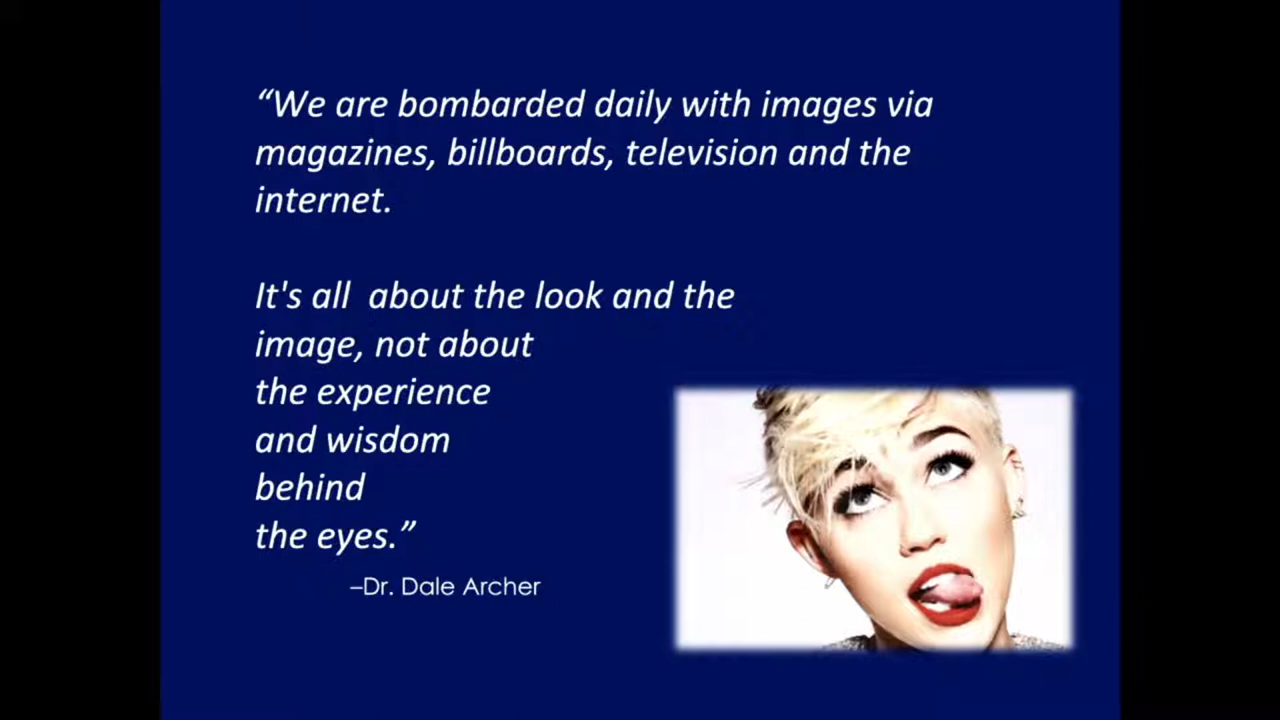 “We are bombarded daily with images via
magazines, billboards, television and the
internet.
It's all  about the look and the
image, not about
the experience
and wisdom
behind
the eyes.”
–Dr. Dale Archer